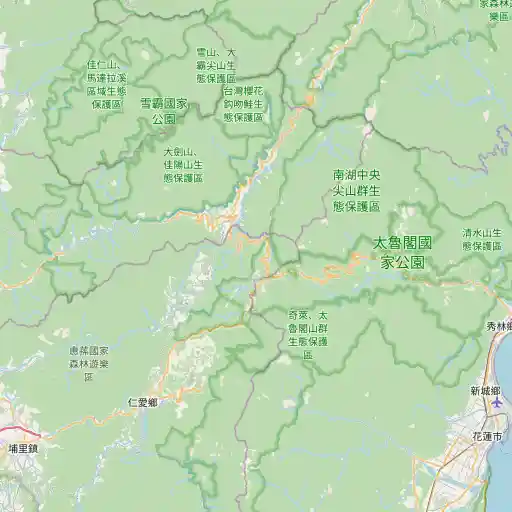 家森林遊
樂區
雪山、大
霸尖山生
態保護區
佳仁山、
馬達拉溪
區域生態
保護區
台灣櫻花
鈎吻鮭生
態保護區
雪霸國家
公園
大劍山、
佳陽山生
態保護區
南湖中央
尖山群生
態保護區
清水山生
態保護區
太魯閣國
家公園
奇萊、太
魯閣山群
生態保護
區
秀林鄉
惠蓀國家
森林遊樂
區
新城鄉
仁愛鄉
花蓮市
埔里鎮